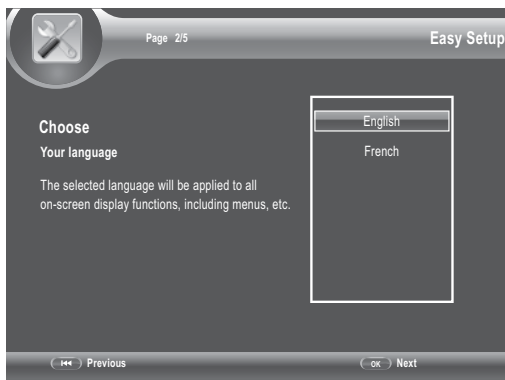 Page 2/5
Easy Setup
Choose
Your language
The selected language will be applied to all
on-screen display functions, including menus, etc.
English
French
Previous
OK Next